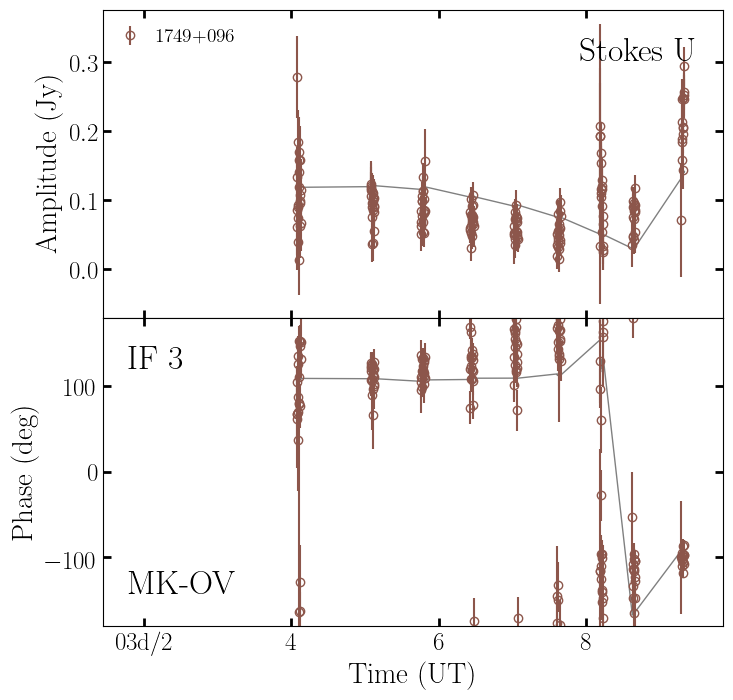 1749+096
Stokes U
0.3
0.2
0.1
0.0
Amplitude (Jy)
IF 3
100
0
−100
Phase (deg)
MK-OV
03d/2 4 6 8
Time (UT)